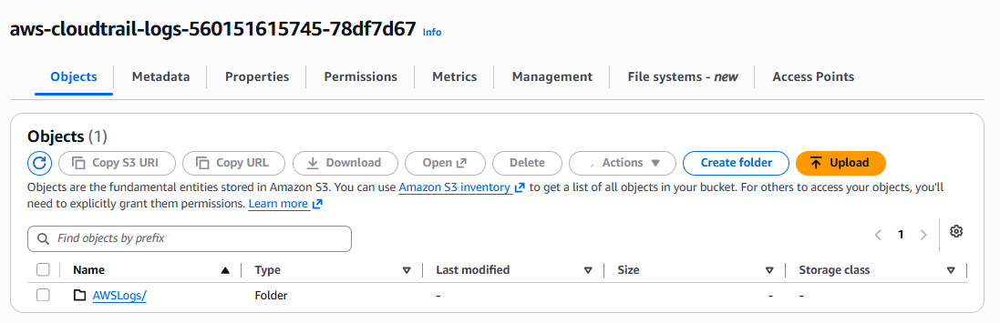 aws-cloudtrail-logs-560151615745-78df7d67 Info
Objects Metadata Properties Permissions Metrics Management File systems - new Access Points
Objects (1)
Copy S3 URI Copy URL Download Open Delete Actions Create folder Upload
Objects are the fundamental entities stored in Amazon S3. You can use Amazon S3 inventory to get a list of all objects in your bucket. For others to access your objects, you'll
need to explicitly grant them permissions. Learn more
Find objects by prefix
1
Name Type Last modified Size Storage class
AWSLogs/ Folder - - -